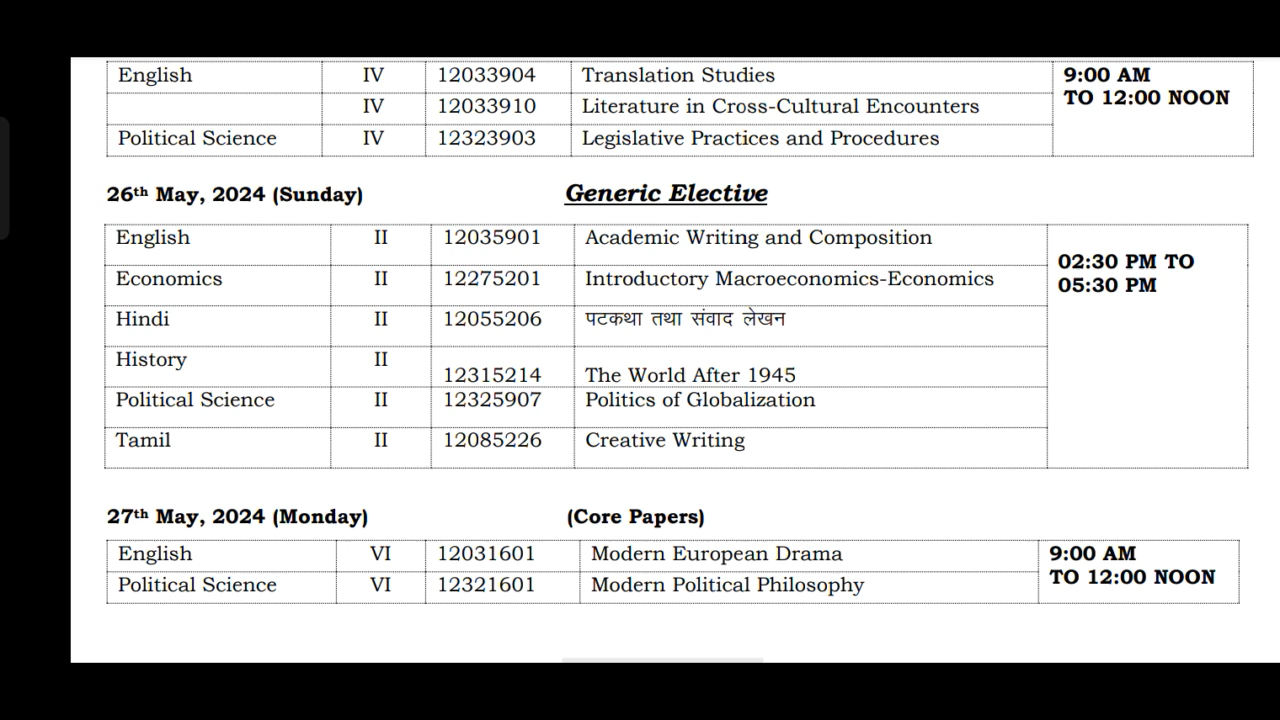 English IV 12033904 Translation Studies 9:00 AM
TO 12:00 NOON
IV 12033910 Literature in Cross-Cultural Encounters
Political Science IV 12323903 Legislative Practices and Procedures
26th May, 2024 (Sunday) Generic Elective
English II 12035901 Academic Writing and Composition 02:30 PM TO
05:30 PM
Economics II 12275201 Introductory Macroeconomics-Economics
Hindi II 12055206 पटकथा तथा संवाद लेखन
History II 12315214 The World After 1945
Political Science II 12325907 Politics of Globalization
Tamil II 12085226 Creative Writing
27th May, 2024 (Monday) (Core Papers)
English VI 12031601 Modern European Drama 9:00 AM
TO 12:00 NOON
Political Science VI 12321601 Modern Political Philosophy